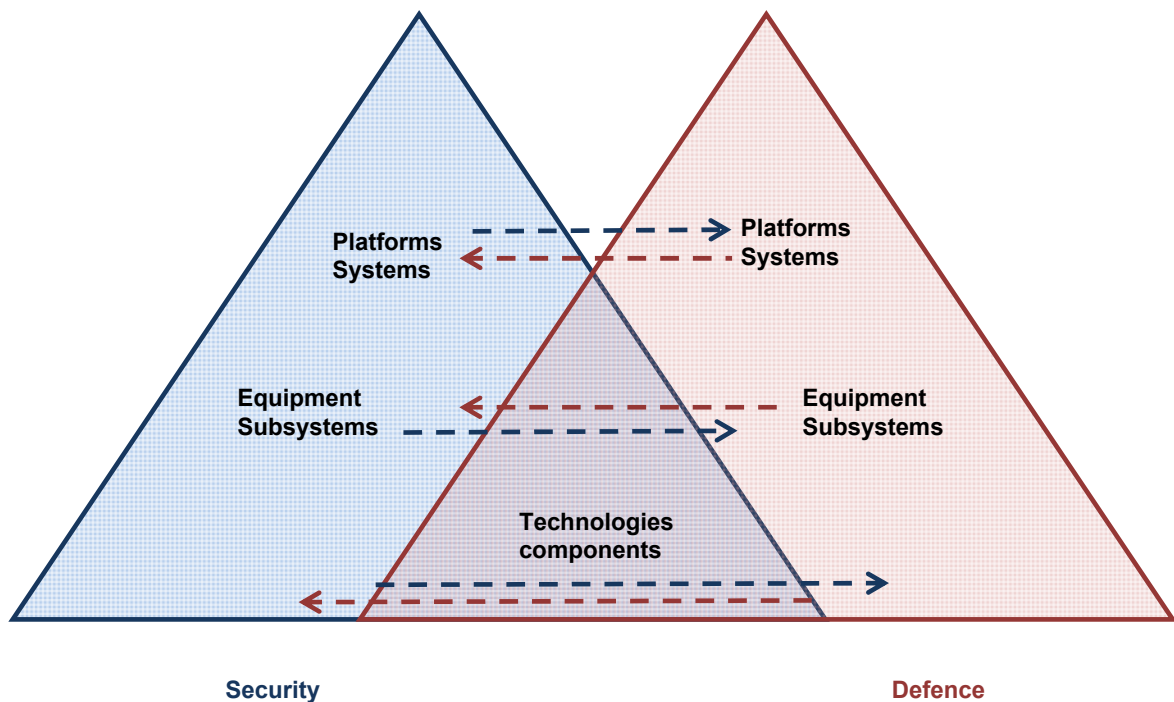 Platforms
Systems
Platforms
Systems
Equipment
Subsystems
Equipment
Subsystems
Technologies
components
Security
Defence